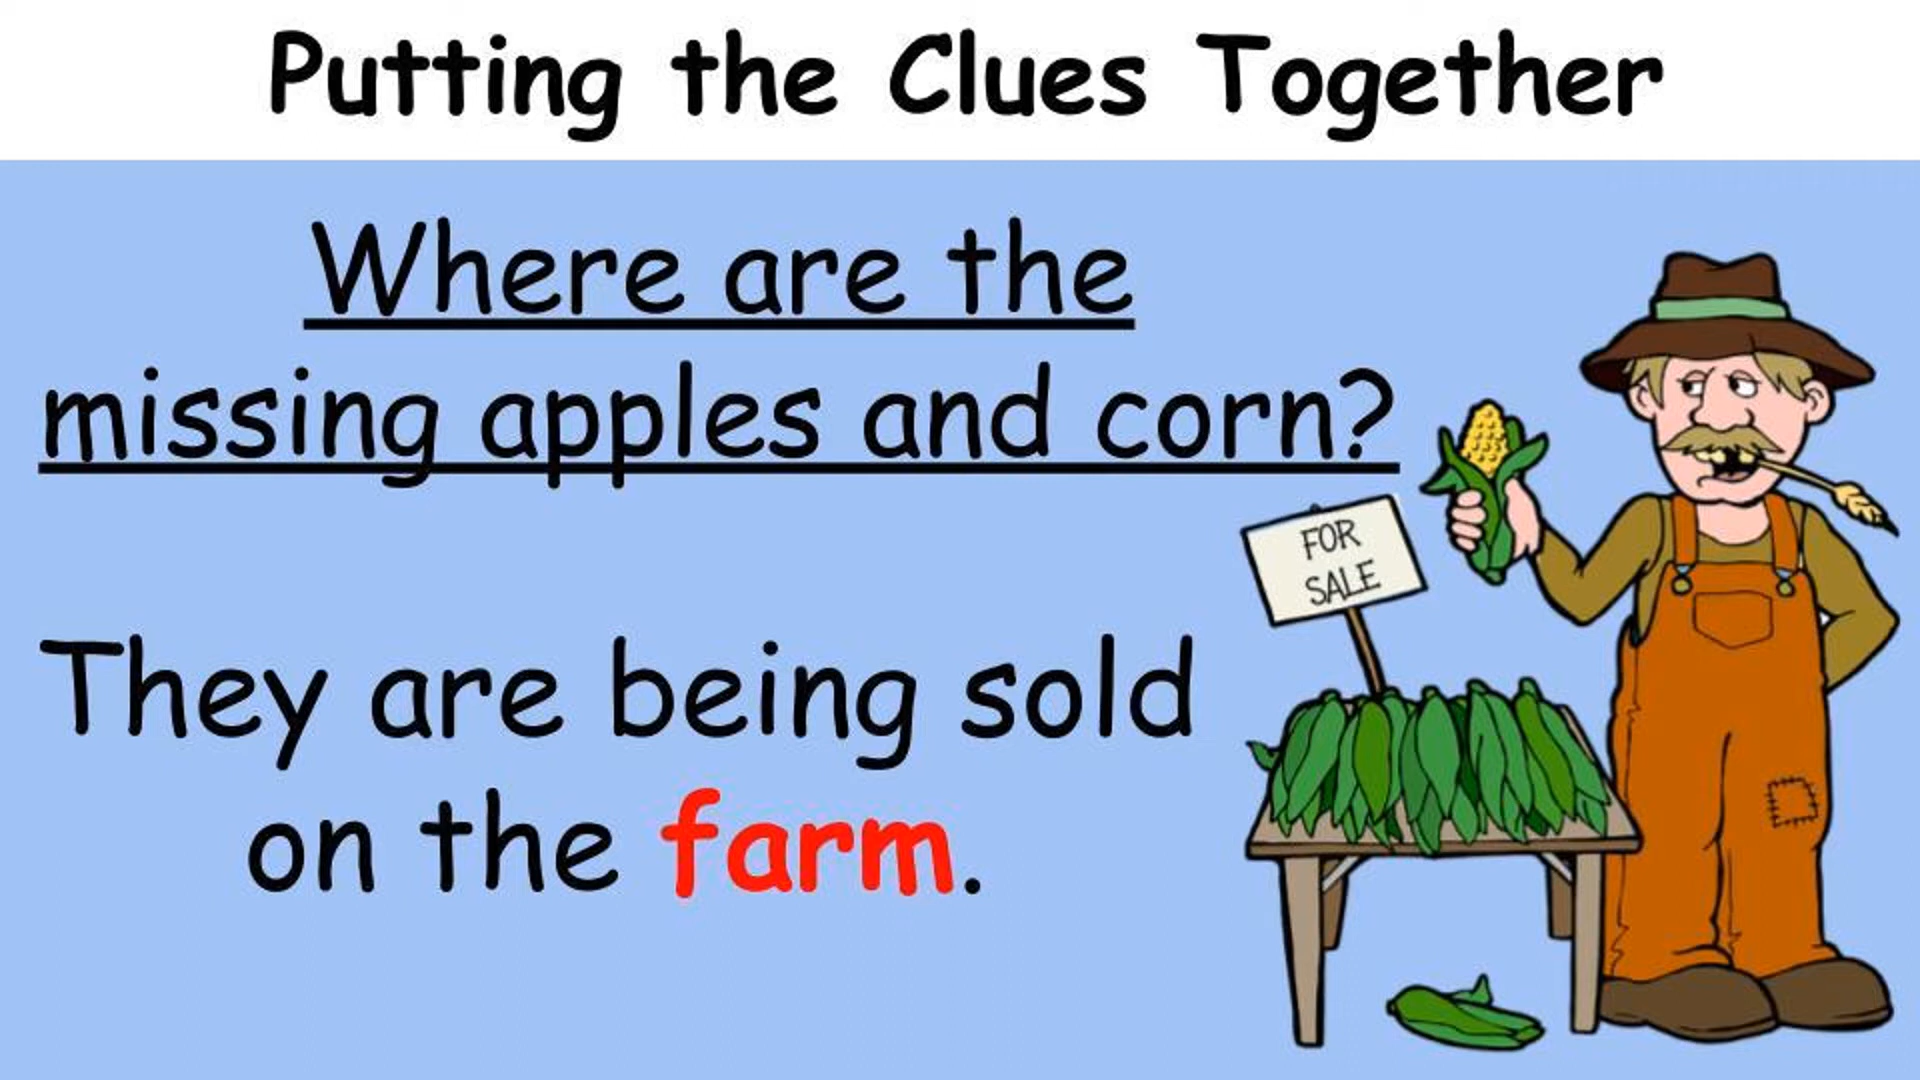 Putting the Clues Together
Where are the
missing apples and corn?
FOR
SALE
They are being sold
on the farm.